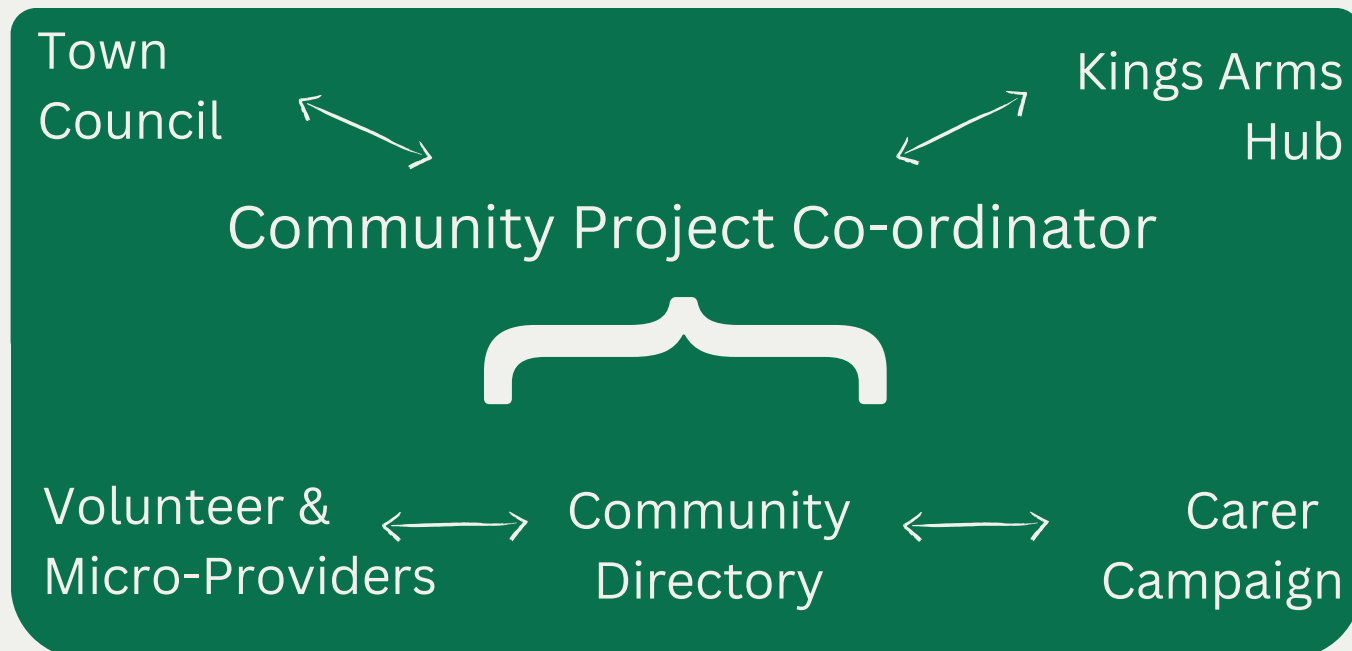 Town
Council
Kings Arms
Hub
Community Project Co-ordinator
Volunteer &
Micro-Providers
Community
Directory
Carer
Campaign